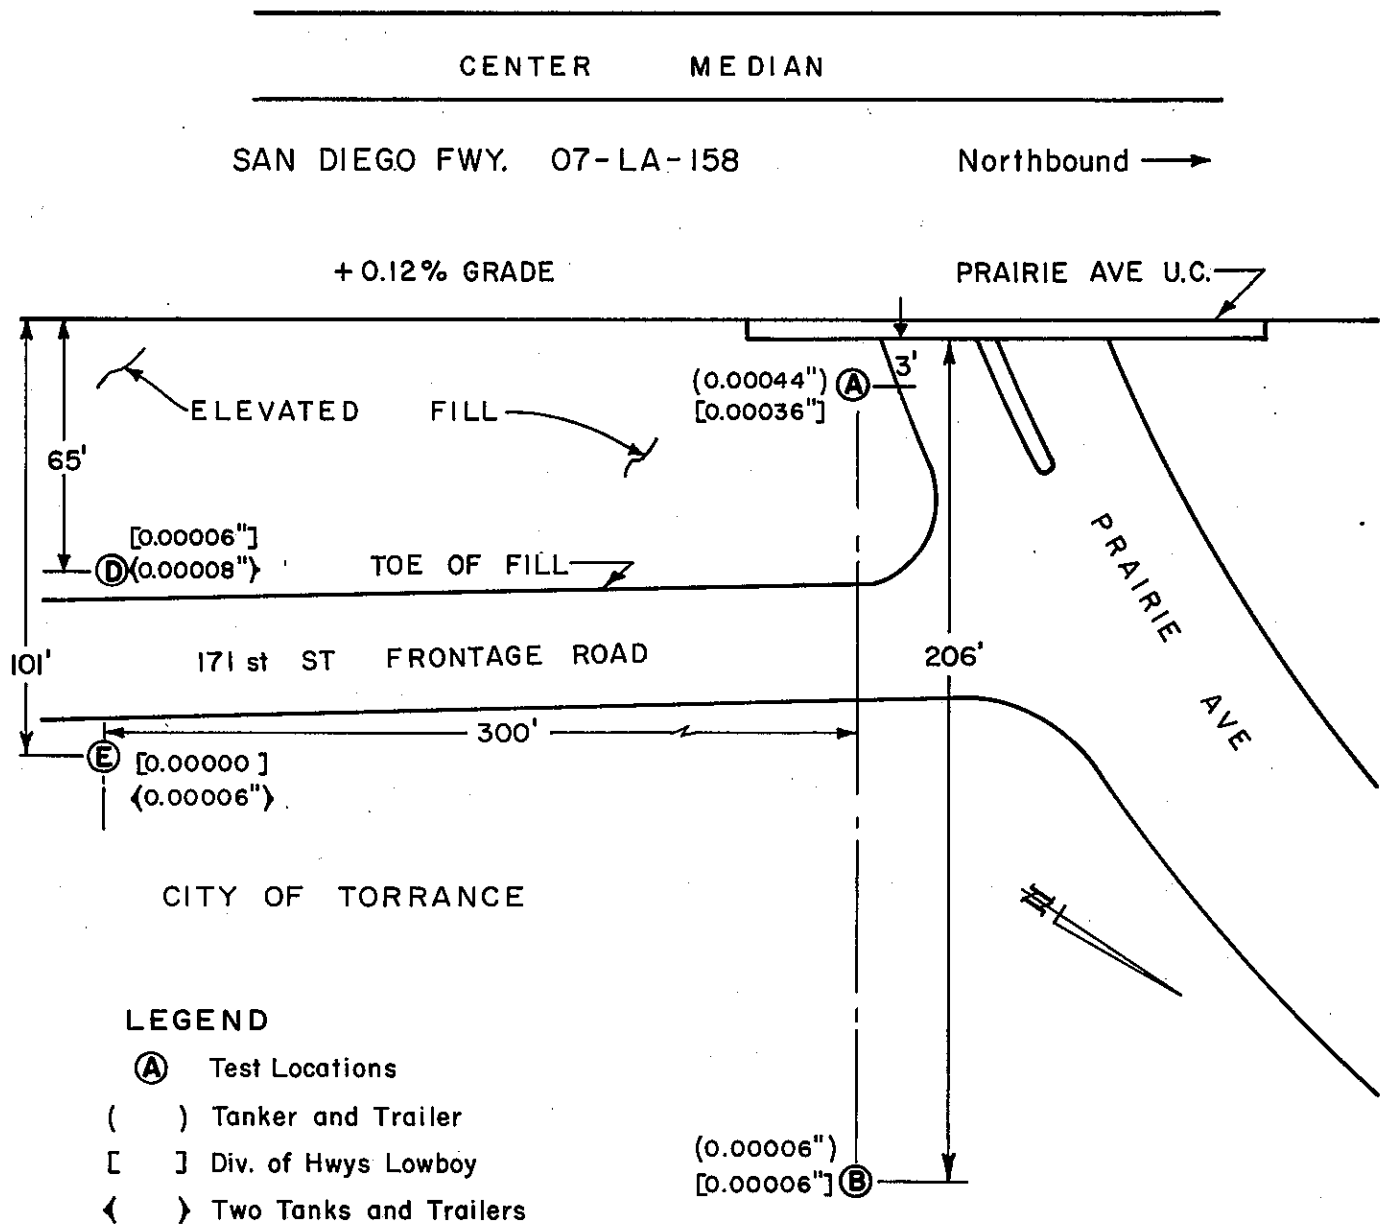 CENTER MEDIAN
SAN DIEGO FWY. 07-LA-158
Northbound
+0.12% GRADE
PRAIRIE AVE U.C.
3'
(0.00044")
A
[0.00036"]
ELEVATED FILL
65'
[0.00006"]
D
{0.00008"}
TOE OF FILL
PRAIRIE AVE
101'
171st ST FRONTAGE ROAD
206'
300'
E
[0.00000 ]
{0.00006"}
CITY OF TORRANCE
N
LEGEND
A Test Locations
( ) Tanker and Trailer
[ ] Div. of Hwys Lowboy
{ } Two Tanks and Trailers
(0.00006")
[0.00006"] B